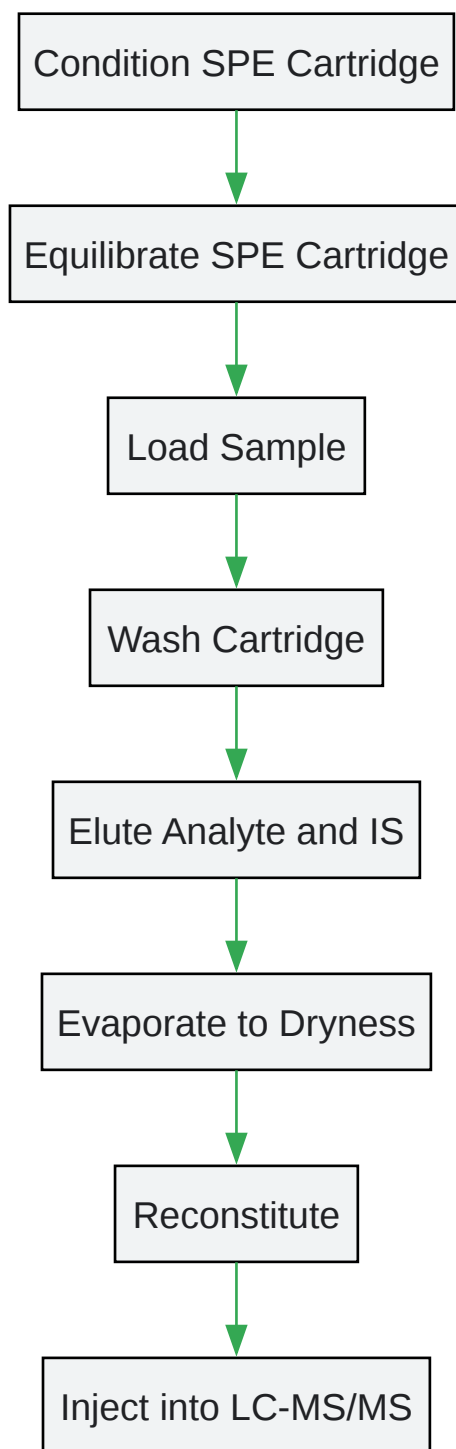 Condition SPE Cartridge
Equilibrate SPE Cartridge
Load Sample
Wash Cartridge
Elute Analyte and IS
Evaporate to Dryness
Reconstitute
Inject into LC-MS/MS